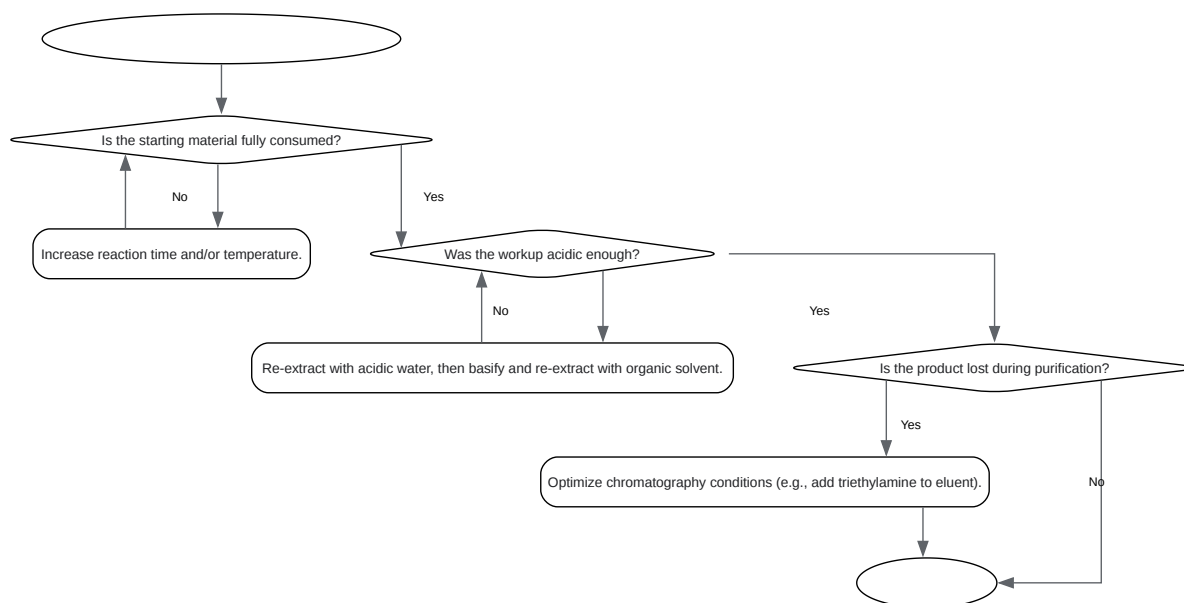 Is the starting material fully consumed?
No
Yes
Increase reaction time and/or temperature.
Was the workup acidic enough?
No
Yes
Re-extract with acidic water, then basify and re-extract with organic solvent.
Is the product lost during purification?
Yes
Optimize chromatography conditions (e.g., add triethylamine to eluent).
No